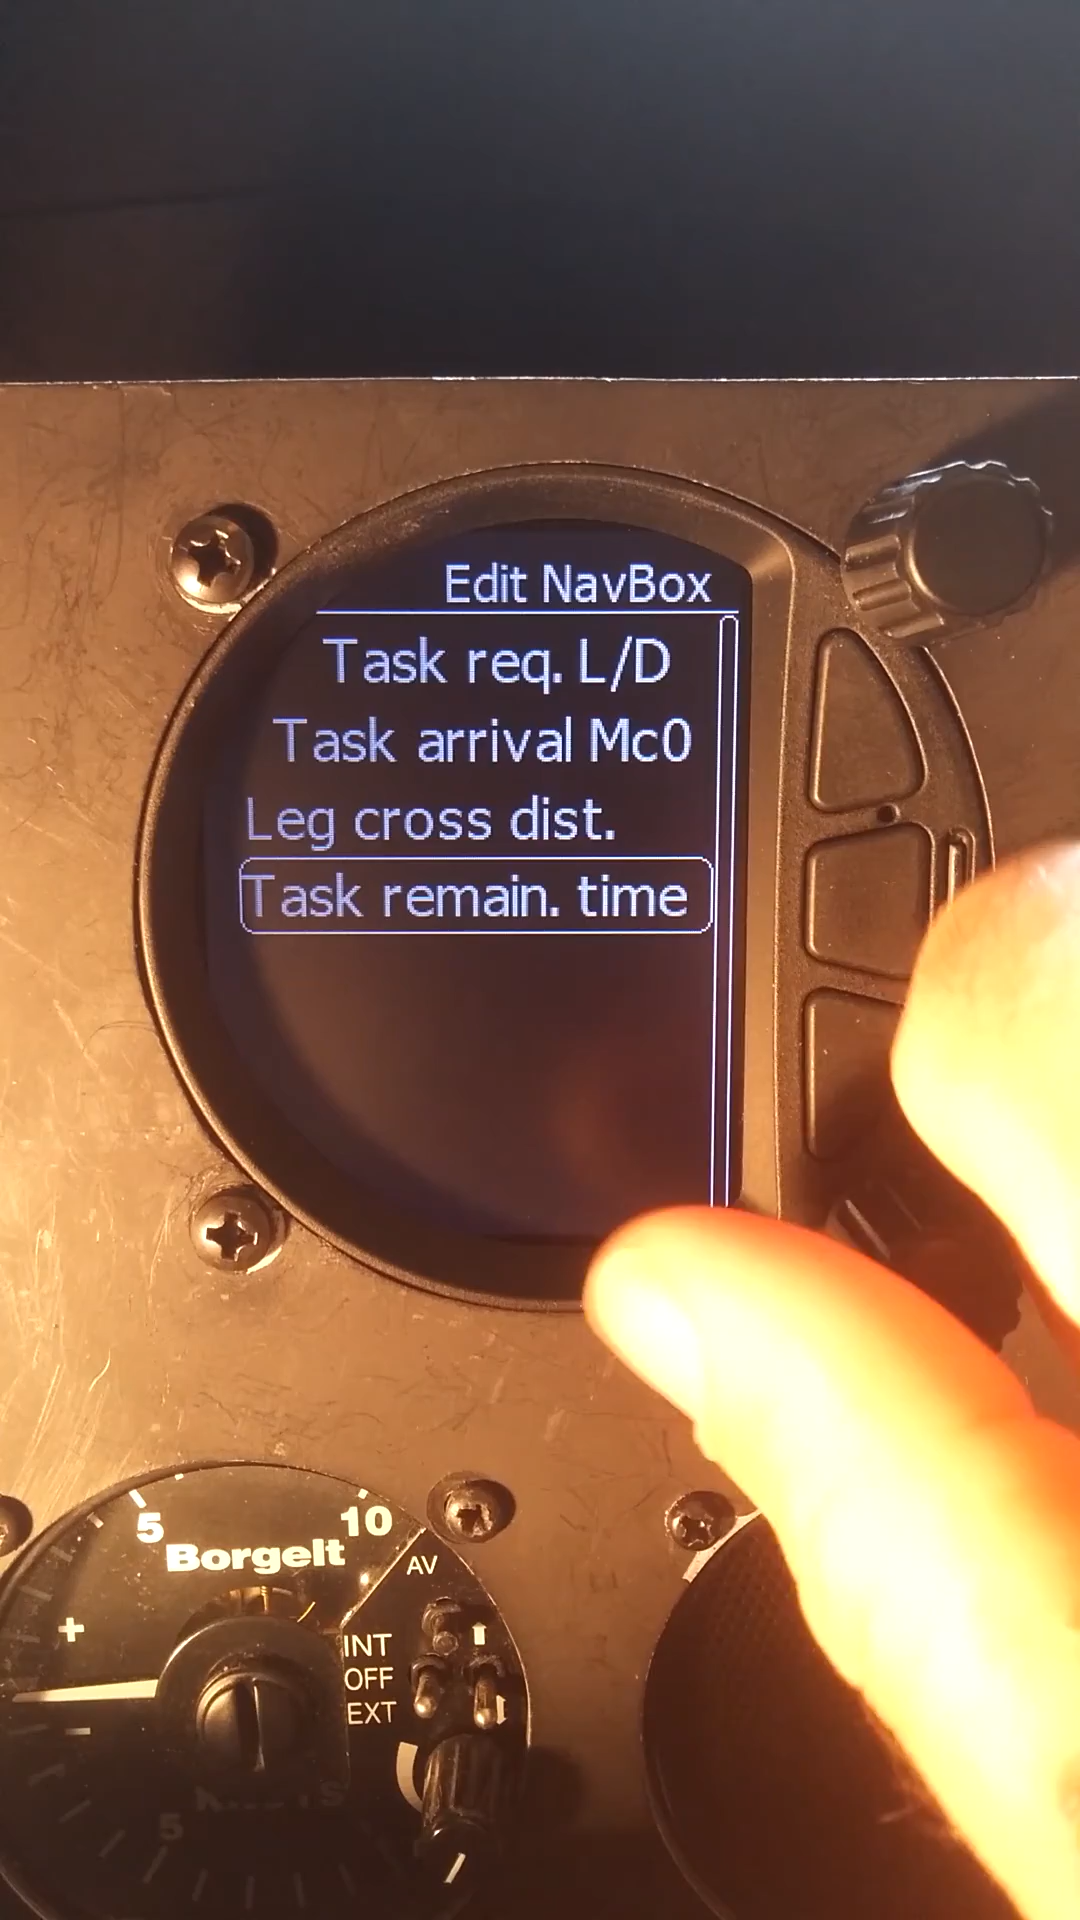 Edit NavBox
Task req. L/D
Task arrival Mc0
Leg cross dist.
Task remain. time
5
10
Borgelt
AV
+
INT
OFF
EXT
-
5